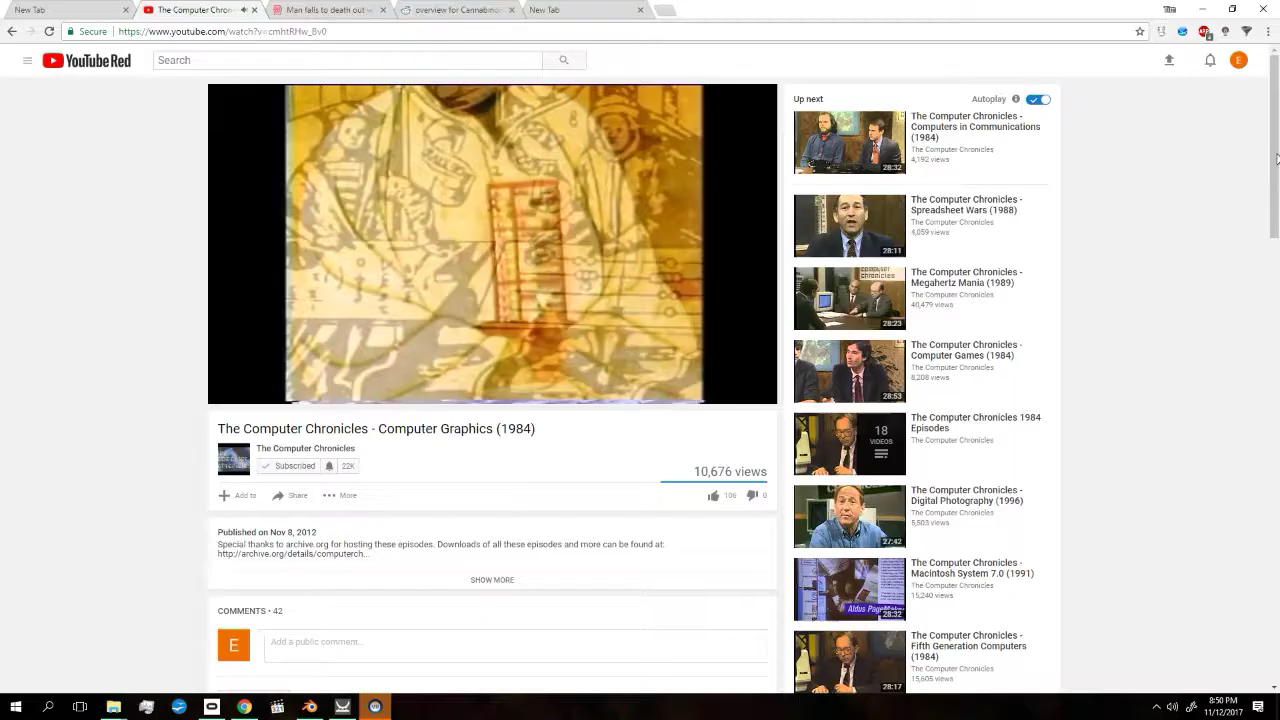 New Tab
The Computer Chron
Man falls to death out w
overview for Cannabino
New Tab
Secure
https://www.youtube.com/watch?v=cmhtRHw_Bv0
YouTube Red
Search
E
Up next
Autoplay
The Computer Chronicles -
Computers in Communications
(1984)
The Computer Chronicles
4,192 views
28:32
The Computer Chronicles -
Spreadsheet Wars (1988)
The Computer Chronicles
4,059 views
28:11
The Computer Chronicles -
Megahertz Mania (1989)
The Computer Chronicles
40,479 views
28:23
The Computer Chronicles -
Computer Games (1984)
The Computer Chronicles
8,208 views
28:53
The Computer Chronicles 1984
Episodes
The Computer Chronicles
18
VIDEOS
The Computer Chronicles -
Digital Photography (1996)
The Computer Chronicles
5,503 views
27:42
The Computer Chronicles -
Macintosh System 7.0 (1991)
The Computer Chronicles
15,240 views
Aldus PageMaker
28:32
The Computer Chronicles -
Fifth Generation Computers
(1984)
The Computer Chronicles
15,605 views
28:17
The Computer Chronicles - Computer Graphics (1984)
The Computer Chronicles
Subscribed
22K
10,676 views
Add to
Share
More
106
0
Published on Nov 8, 2012
Special thanks to archive.org for hosting these episodes. Downloads of all these episodes and more can be found at:
http://archive.org/details/computerch...
SHOW MORE
COMMENTS • 42
E
Add a public comment...
8:50 PM
11/12/2017